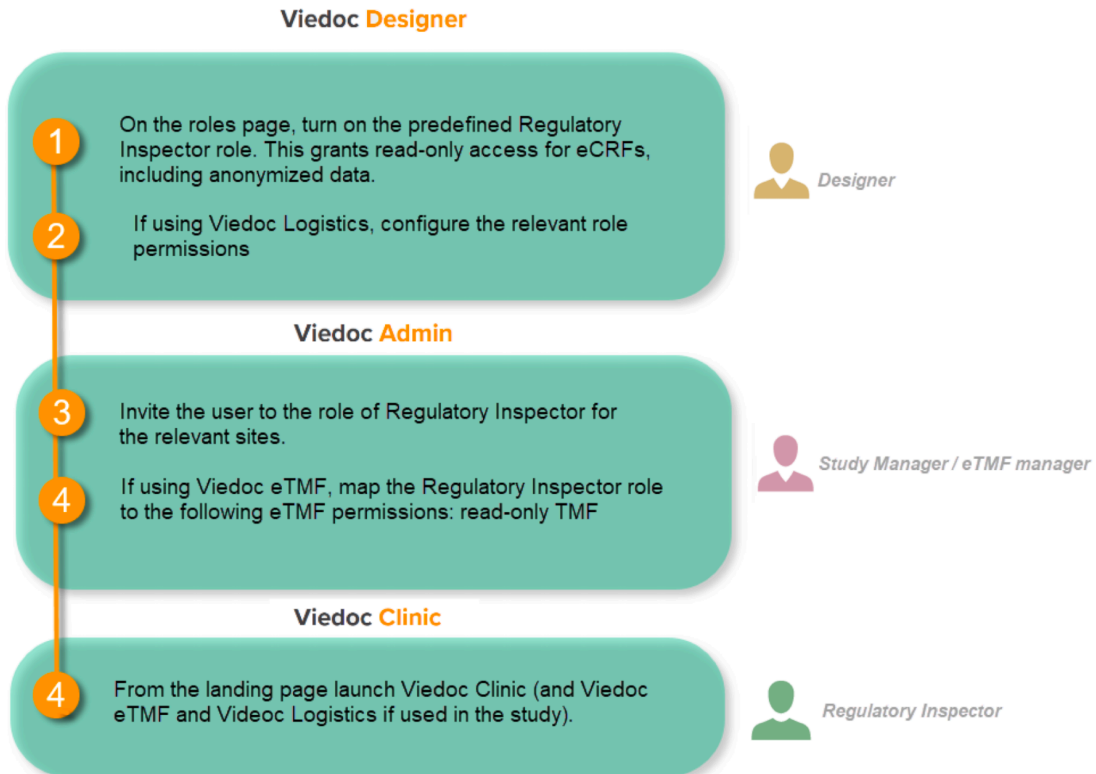 Viedoc Designer
1
On the roles page, turn on the predefined Regulatory
Inspector role. This grants read-only access for eCRFs,
including anonymized data.
Designer
2
If using Viedoc Logistics, configure the relevant role
permissions
Viedoc Admin
3
Invite the user to the role of Regulatory Inspector for
the relevant sites.
Study Manager / eTMF manager
4
If using Viedoc eTMF, map the Regulatory Inspector role
to the following eTMF permissions: read-only TMF
Viedoc Clinic
4
From the landing page launch Viedoc Clinic (and Viedoc
eTMF and Videoc Logistics if used in the study).
Regulatory Inspector